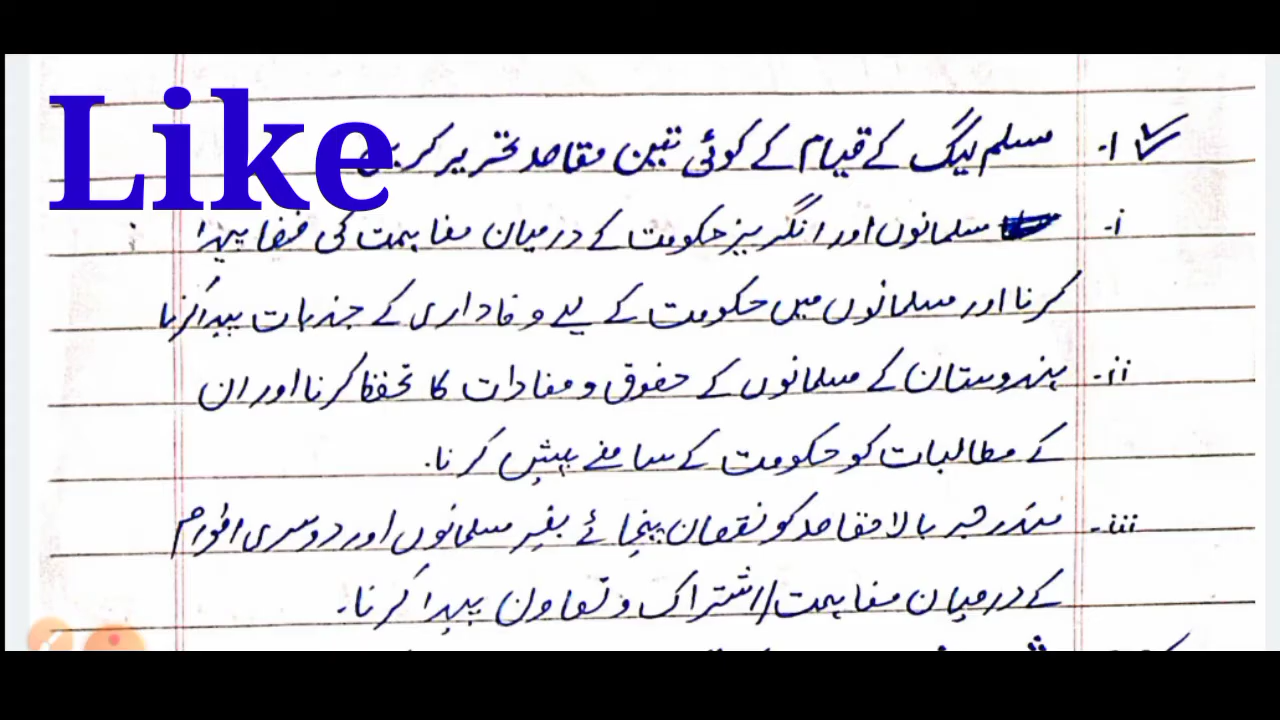 Like
۱۔ مسلم لیگ کے قیام کے کوئی تین مقاصد تحریر کریں
i۔ مسلمانوں اور انگریز حکومت کے درمیان مفاہمت کی فضا پیدا
کرنا اور مسلمانوں میں حکومت کے لیے وفاداری کے جذبات پیدا کرنا
ii۔ ہندوستان کے مسلمانوں کے حقوق و مفادات کا تحفظ کرنا اور ان
کے مطالبات کو حکومت کے سامنے پیش کرنا۔
iii۔ مندرجہ بالا مقاصد کو نقصان پہنچائے بغیر مسلمانوں اور دوسری اقوام
کے درمیان مفاہمت/اشتراک و تعاون پیدا کرنا۔